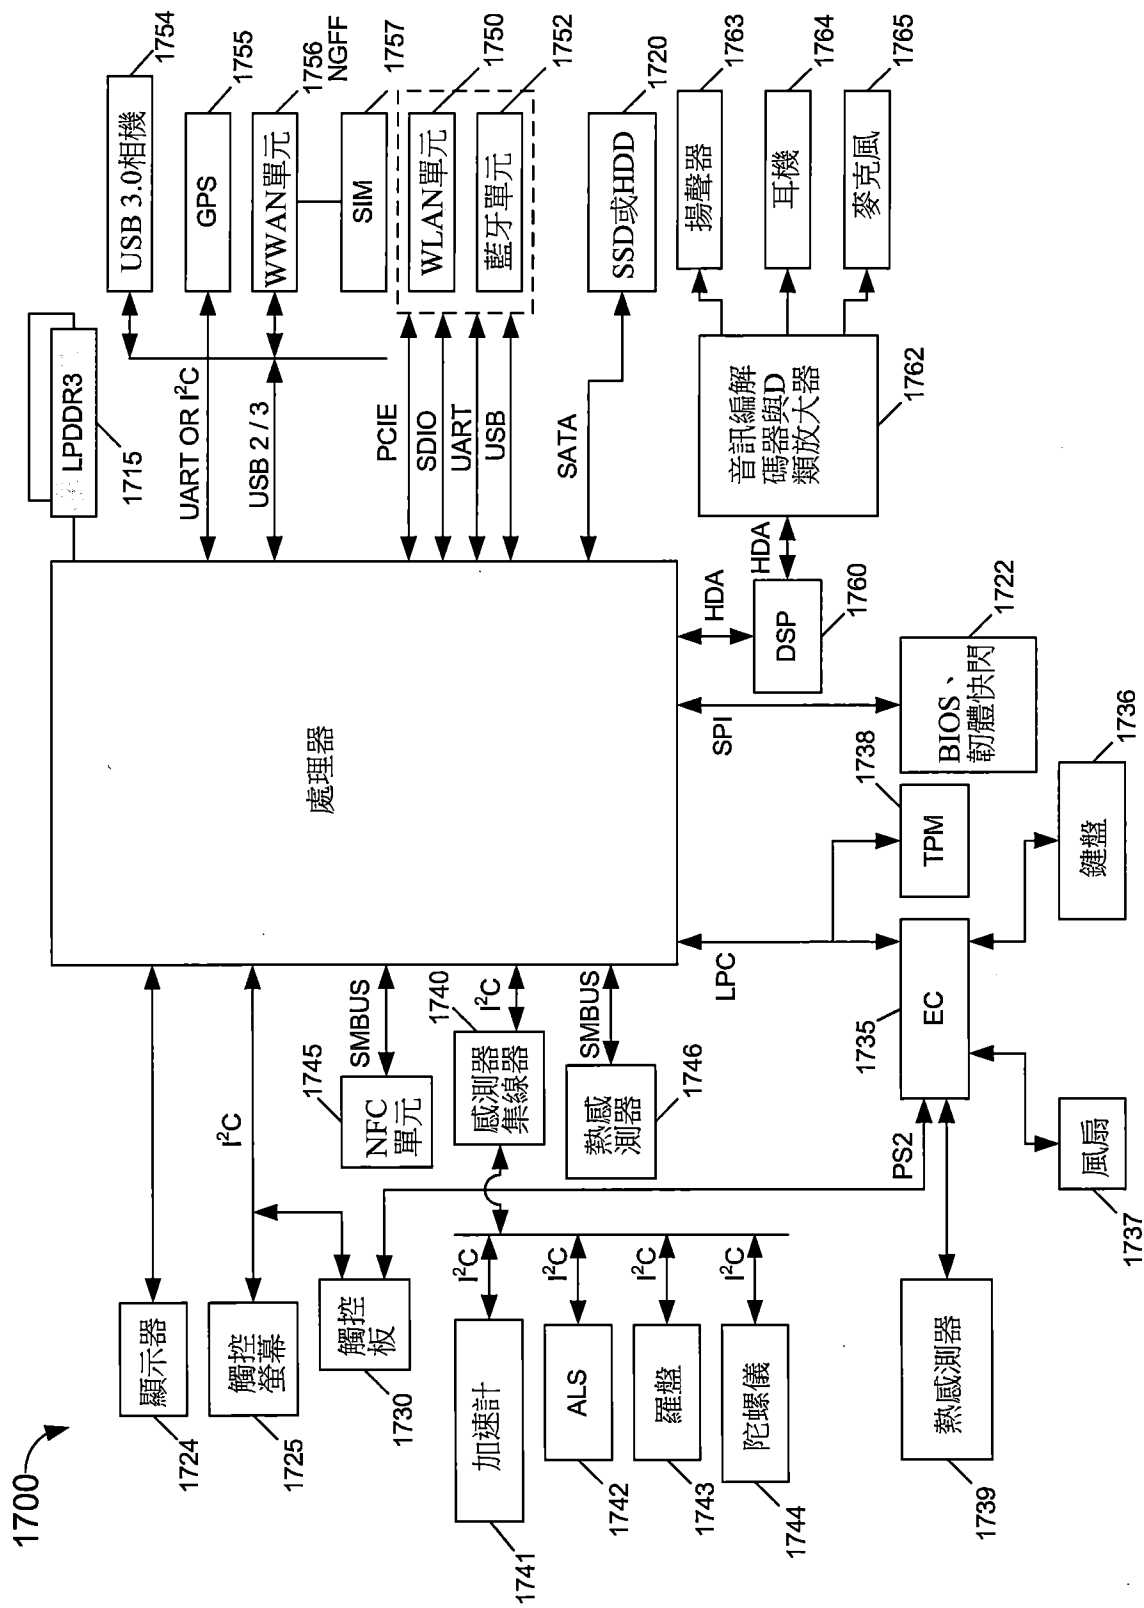 1700
顯示器
1724
觸控
螢幕
1725
觸控
板
1730
I²C
NFC
單元
1745
SMBUS
感測器
集線器
1740
I²C
熱感
測器
1746
SMBUS
加速計
1741
I²C
ALS
1742
I²C
羅盤
1743
I²C
陀螺儀
1744
I²C
熱感測器
1739
PS2
風扇
1737
EC
1735
LPC
鍵盤
1736
TPM
1738
BIOS、
韌體快閃
1722
SPI
處理器
LPDDR3
1715
USB 3.0相機
1754
GPS
1755
UART OR I²C
WWAN單元
1756
NGFF
USB 2 / 3
SIM
1757
WLAN單元
1750
藍牙單元
1752
PCIE
SDIO
UART
USB
SSD或HDD
1720
SATA
HDA
DSP
1760
HDA
音訊編解
碼器與D
類放大器
1762
揚聲器
1763
耳機
1764
麥克風
1765